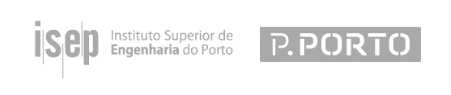 isep
Instituto Superior de
Engenharia do Porto
P.PORTO